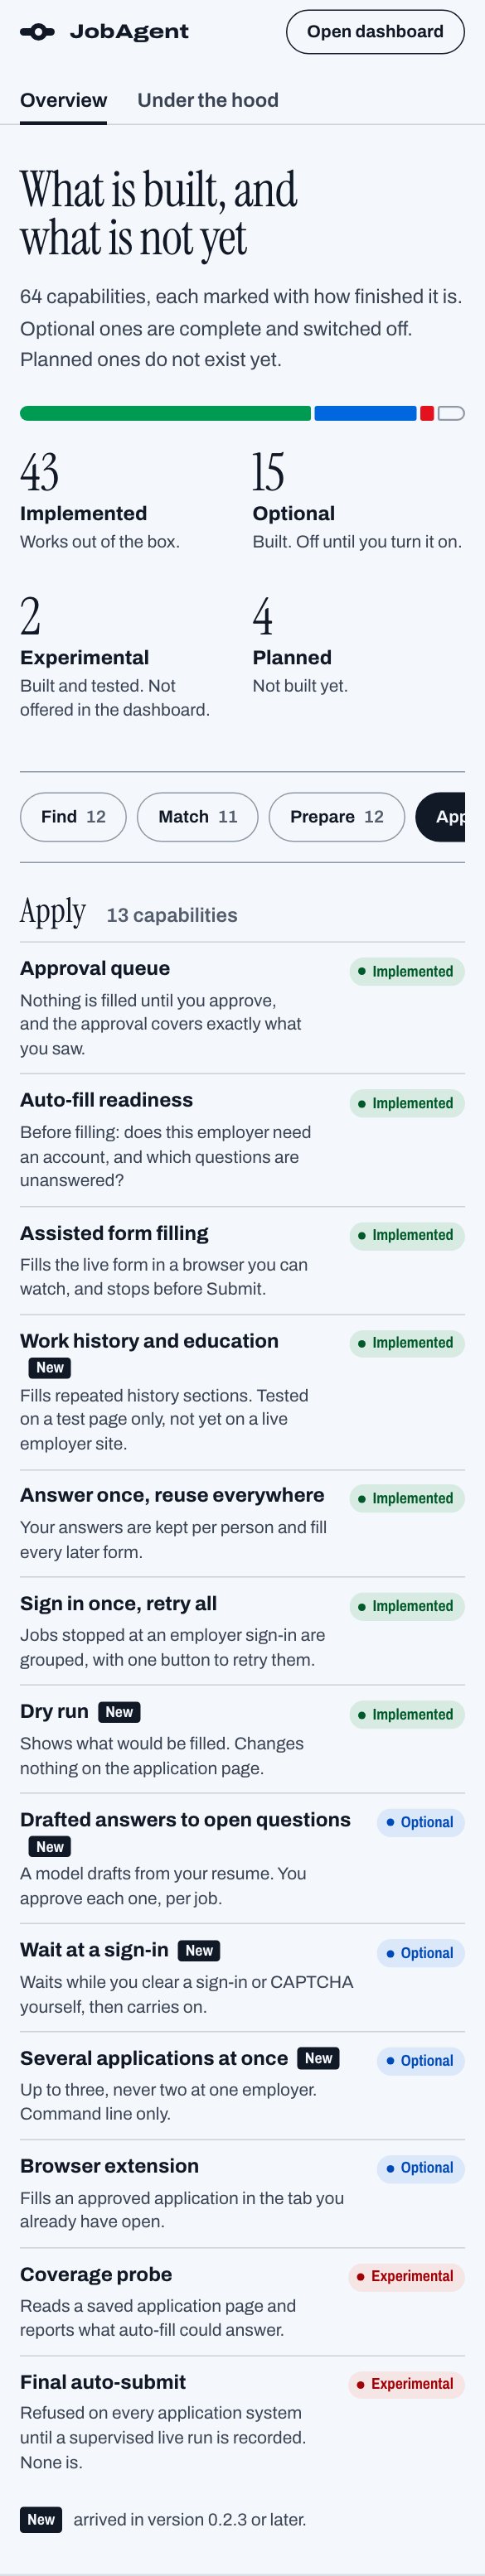 JobAgent
Open dashboard
Overview
Under the hood
What is built, and
what is not yet
64 capabilities, each marked with how finished it is.
Optional ones are complete and switched off.
Planned ones do not exist yet.
43
Implemented
Works out of the box.
15
Optional
Built. Off until you turn it on.
2
Experimental
Built and tested. Not
offered in the dashboard.
4
Planned
Not built yet.
Find 12
Match 11
Prepare 12
App
Apply 13 capabilities
Approval queue
Implemented
Nothing is filled until you approve,
and the approval covers exactly what
you saw.
Auto-fill readiness
Implemented
Before filling: does this employer need
an account, and which questions are
unanswered?
Assisted form filling
Implemented
Fills the live form in a browser you can
watch, and stops before Submit.
Work history and education
New
Implemented
Fills repeated history sections. Tested
on a test page only, not yet on a live
employer site.
Answer once, reuse everywhere
Implemented
Your answers are kept per person and fill
every later form.
Sign in once, retry all
Implemented
Jobs stopped at an employer sign-in are
grouped, with one button to retry them.
Dry run New
Implemented
Shows what would be filled. Changes
nothing on the application page.
Drafted answers to open questions
New
Optional
A model drafts from your resume. You
approve each one, per job.
Wait at a sign-in New
Optional
Waits while you clear a sign-in or CAPTCHA
yourself, then carries on.
Several applications at once New
Optional
Up to three, never two at one employer.
Command line only.
Browser extension
Optional
Fills an approved application in the tab you
already have open.
Coverage probe
Experimental
Reads a saved application page and
reports what auto-fill could answer.
Final auto-submit
Experimental
Refused on every application system
until a supervised live run is recorded.
None is.
New arrived in version 0.2.3 or later.